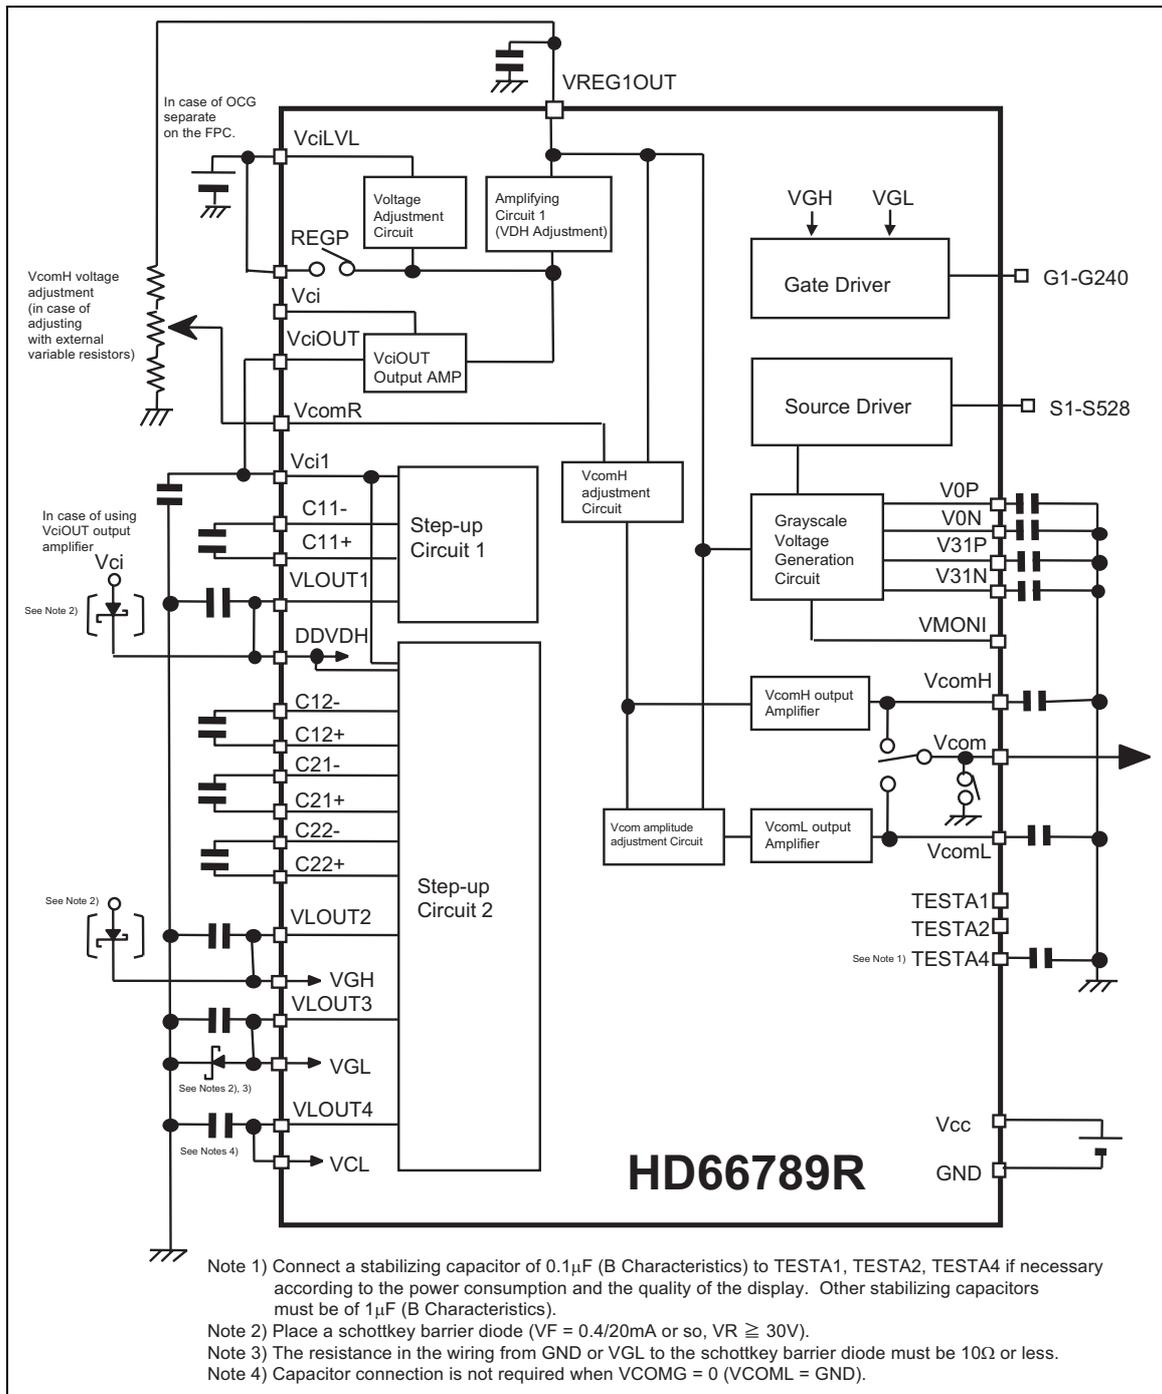 VREG1OUT
In case of OCG
separate
on the FPC.
VciLVL
Voltage
Adjustment
Circuit
Amplifying
Circuit 1
(VDH Adjustment)
VGH
VGL
REGP
Gate Driver
G1-G240
VcomH voltage
adjustment
(in case of
adjusting
with external
variable resistors)
Vci
VciOUT
VciOUT
Output AMP
Source Driver
S1-S528
VcomR
Vci1
VcomH
adjustment
Circuit
C11-
Step-up
Circuit 1
C11+
In case of using
VciOUT output
amplifier
Vci
See Note 2)
VLOUT1
Grayscale
Voltage
Generation
Circuit
V0P
V0N
V31P
V31N
VMONI
DDVDH
C12-
C12+
C21-
C21+
C22-
C22+
Step-up
Circuit 2
VcomH output
Amplifier
VcomH
Vcom
Vcom amplitude
adjustment Circuit
VcomL output
Amplifier
VcomL
See Note 2)
VLOUT2
VGH
TESTA1
TESTA2
See Note 1) TESTA4
VLOUT3
VGL
See Notes 2), 3)
VLOUT4
See Notes 4)
VCL
Vcc
GND
HD66789R
Note 1) Connect a stabilizing capacitor of 0.1μF (B Characteristics) to TESTA1, TESTA2, TESTA4 if necessary
according to the power consumption and the quality of the display. Other stabilizing capacitors
must be of 1μF (B Characteristics).
Note 2) Place a schottkey barrier diode (VF = 0.4/20mA or so, VR ≧ 30V).
Note 3) The resistance in the wiring from GND or VGL to the schottkey barrier diode must be 10Ω or less.
Note 4) Capacitor connection is not required when VCOMG = 0 (VCOML = GND).